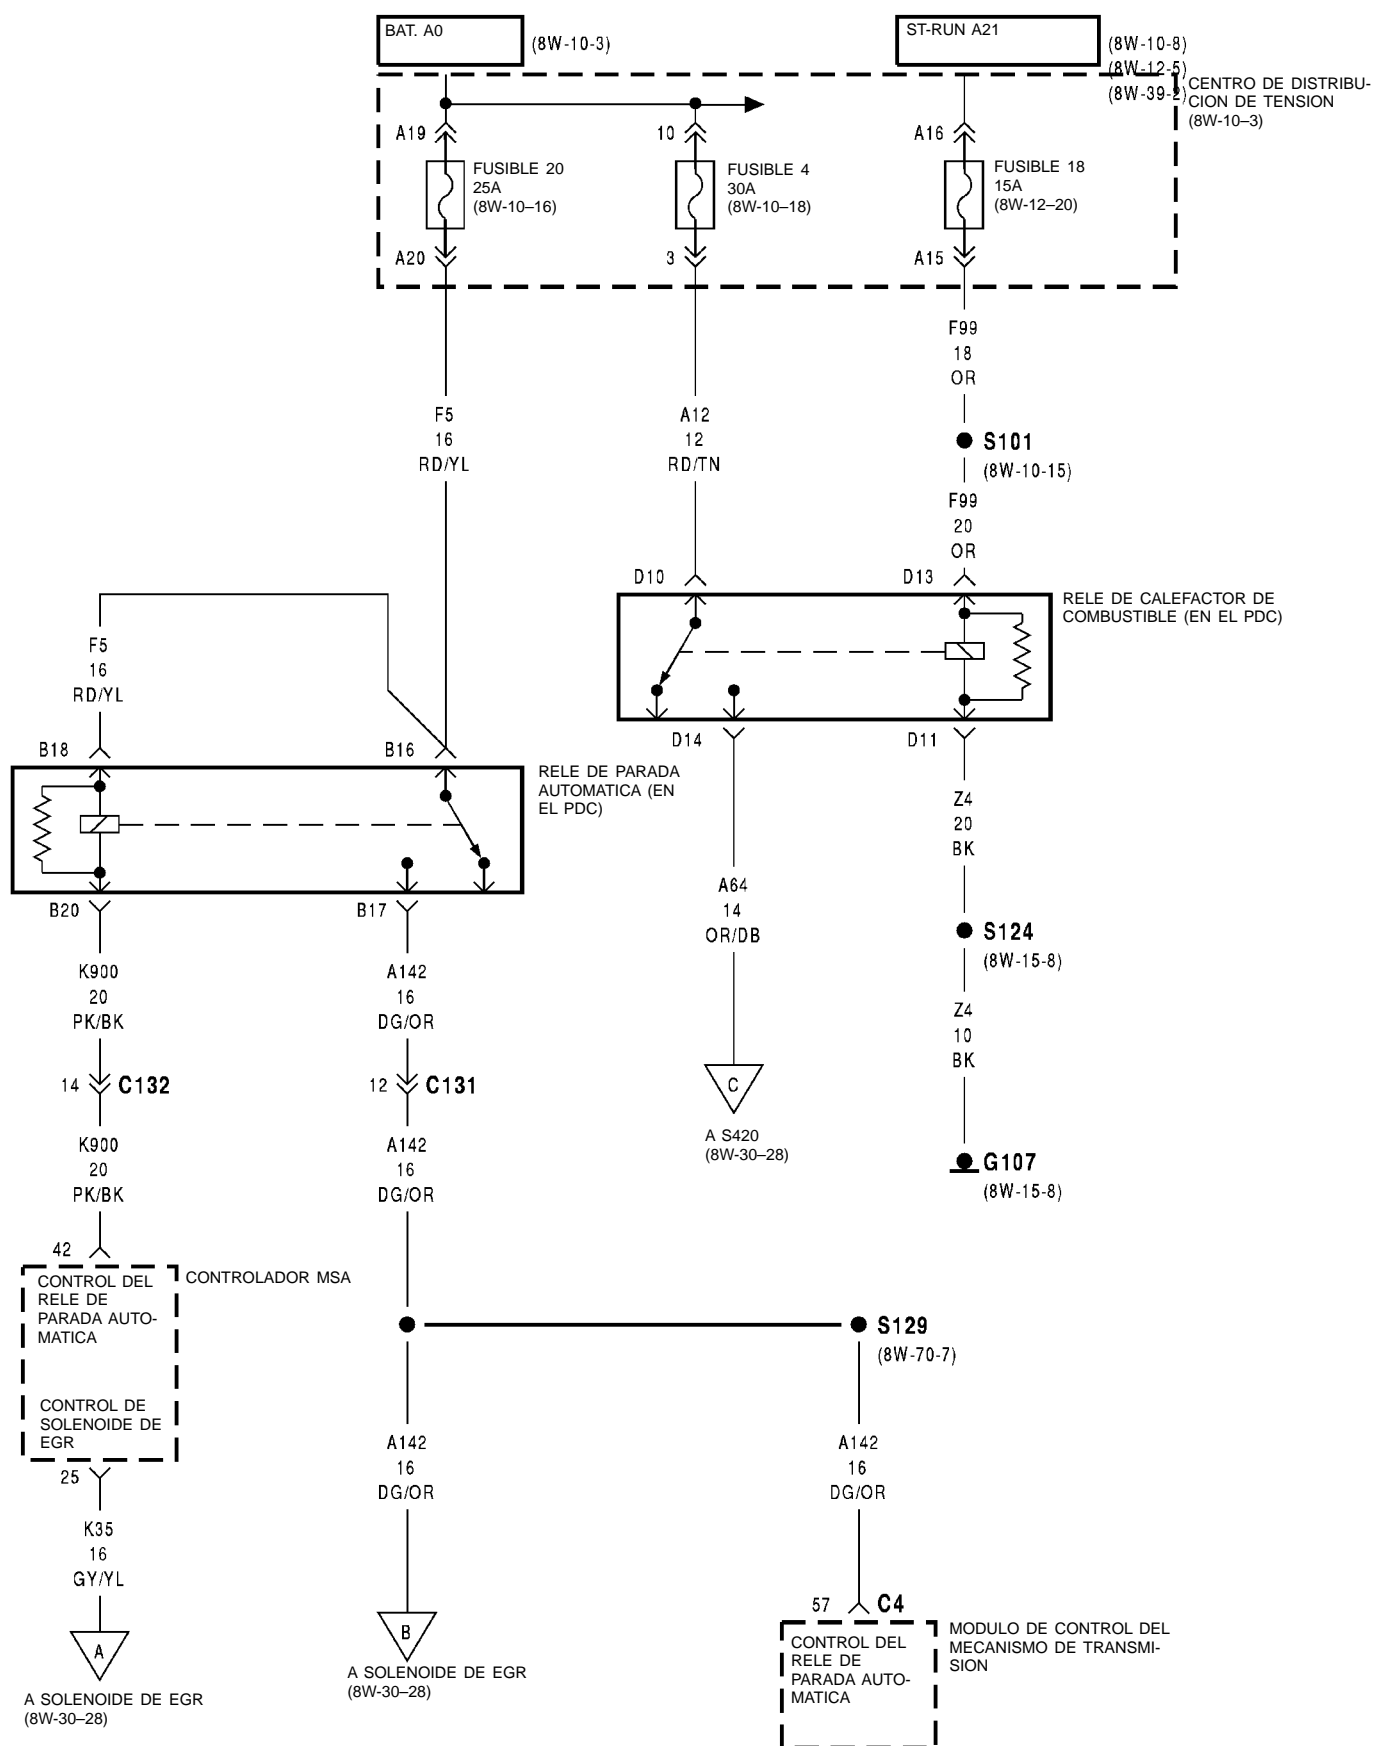 BAT. A0
(8W-10-3)
ST-RUN A21
(8W-10-8)
(8W-12-5)
(8W-39-2)
CENTRO DE DISTRIBU-
CION DE TENSION
(8W-10–3)
A19
10
A16
FUSIBLE 20
25A
(8W-10–16)
FUSIBLE 4
30A
(8W-10–18)
FUSIBLE 18
15A
(8W-12–20)
A20
3
A15
F99
18
OR
F5
16
RD/YL
A12
12
RD/TN
S101
(8W-10-15)
F99
20
OR
D10
D13
RELE DE CALEFACTOR DE
COMBUSTIBLE (EN EL PDC)
F5
16
RD/YL
D14
D11
B18
B16
RELE DE PARADA
AUTOMATICA (EN
EL PDC)
Z4
20
BK
A64
14
OR/DB
B20
B17
S124
(8W-15-8)
K900
20
PK/BK
A142
16
DG/OR
Z4
10
BK
14
C132
12
C131
C
A S420
(8W-30–28)
K900
20
PK/BK
A142
16
DG/OR
G107
(8W-15-8)
42
CONTROL DEL
RELE DE
PARADA AUTO-
MATICA
CONTROLADOR MSA
S129
(8W-70-7)
CONTROL DE
SOLENOIDE DE
EGR
25
A142
16
DG/OR
A142
16
DG/OR
K35
16
GY/YL
57
C4
A
A SOLENOIDE DE EGR
(8W-30–28)
B
A SOLENOIDE DE EGR
(8W-30–28)
CONTROL DEL
RELE DE
PARADA AUTO-
MATICA
MODULO DE CONTROL DEL
MECANISMO DE TRANSMI-
SION